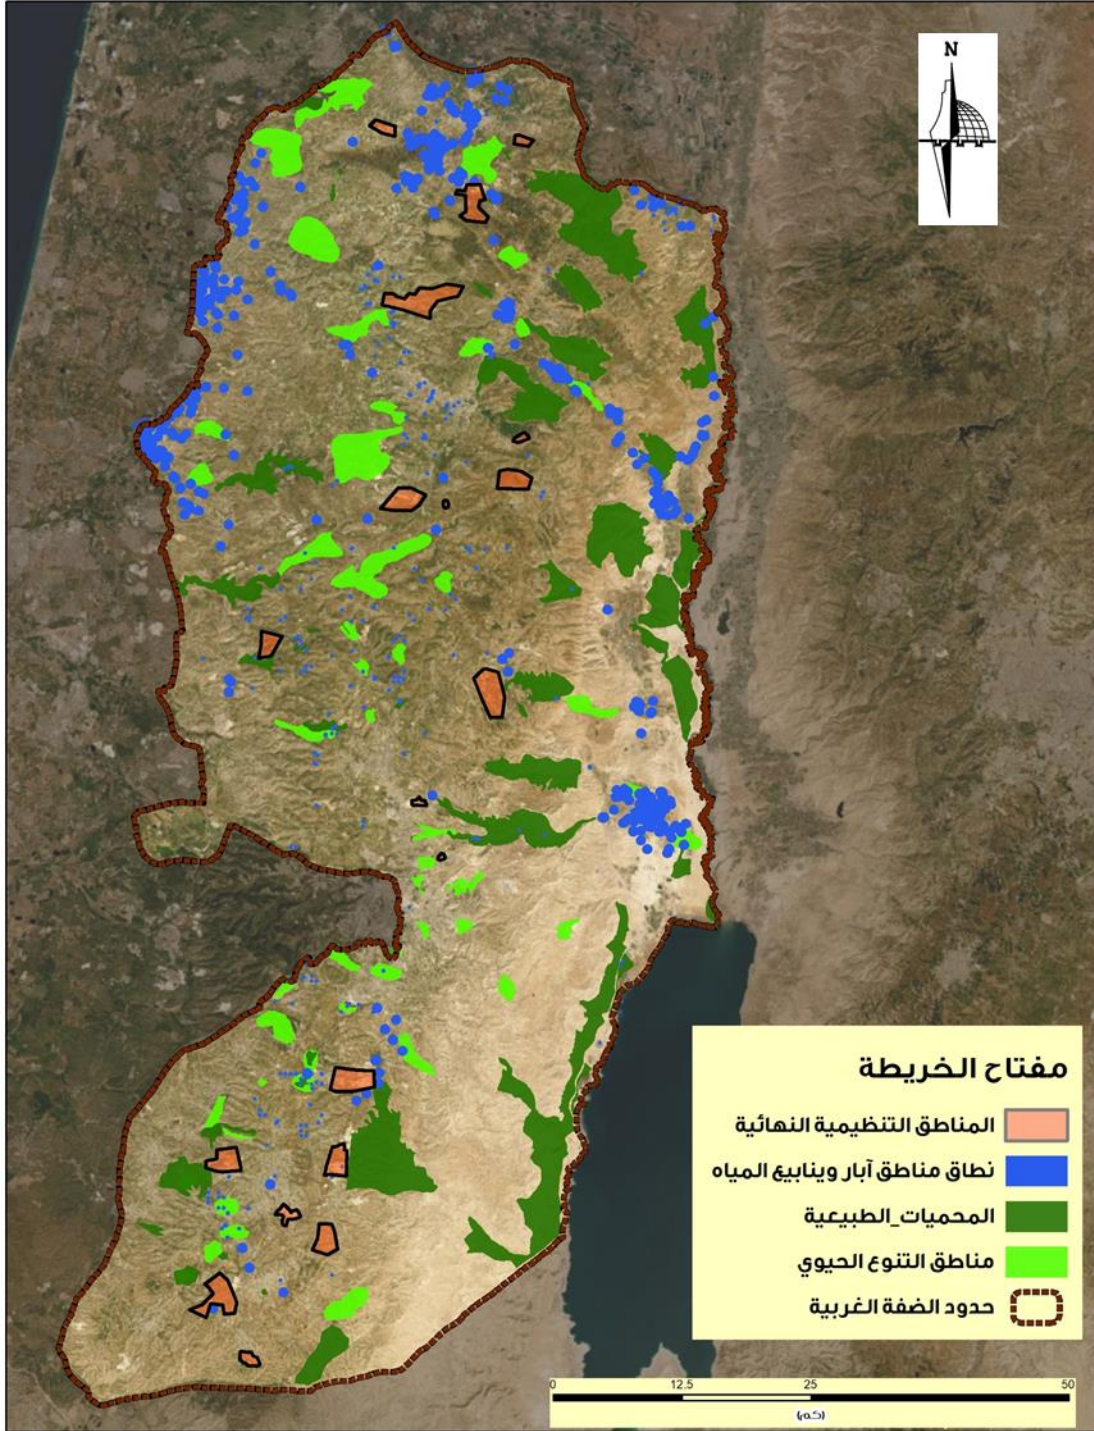 N
مفتاح الخريطة
المناطق التنظيمية النهائية
نطاق مناطق آبار وينابيع المياه
المحميات_الطبيعية
مناطق التنوع الحيوي
حدود الضفة الغربية
0 12.5 25 50
(كم)